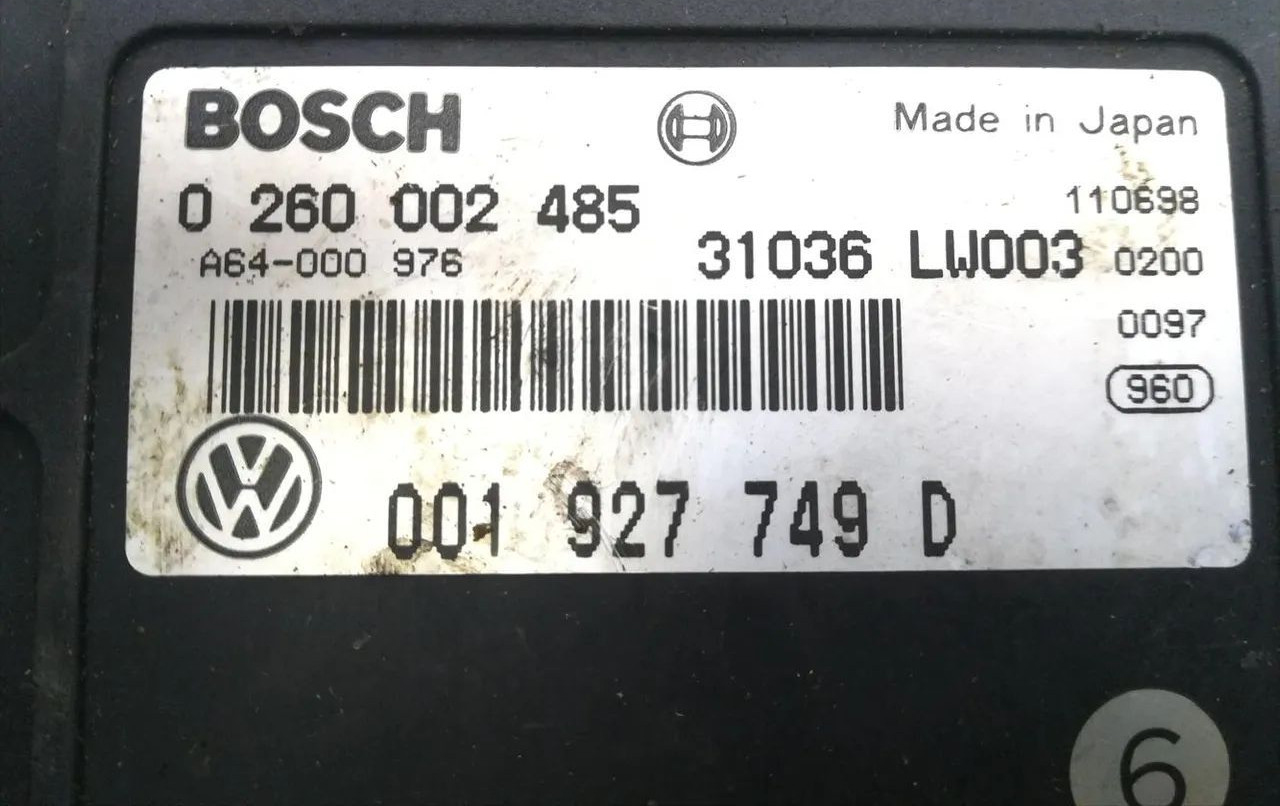 BOSCH
Made in Japan
0 260 002 485
110698
A64-000 976
31036 LW003 0200
0097
960
001 927 749 D
6